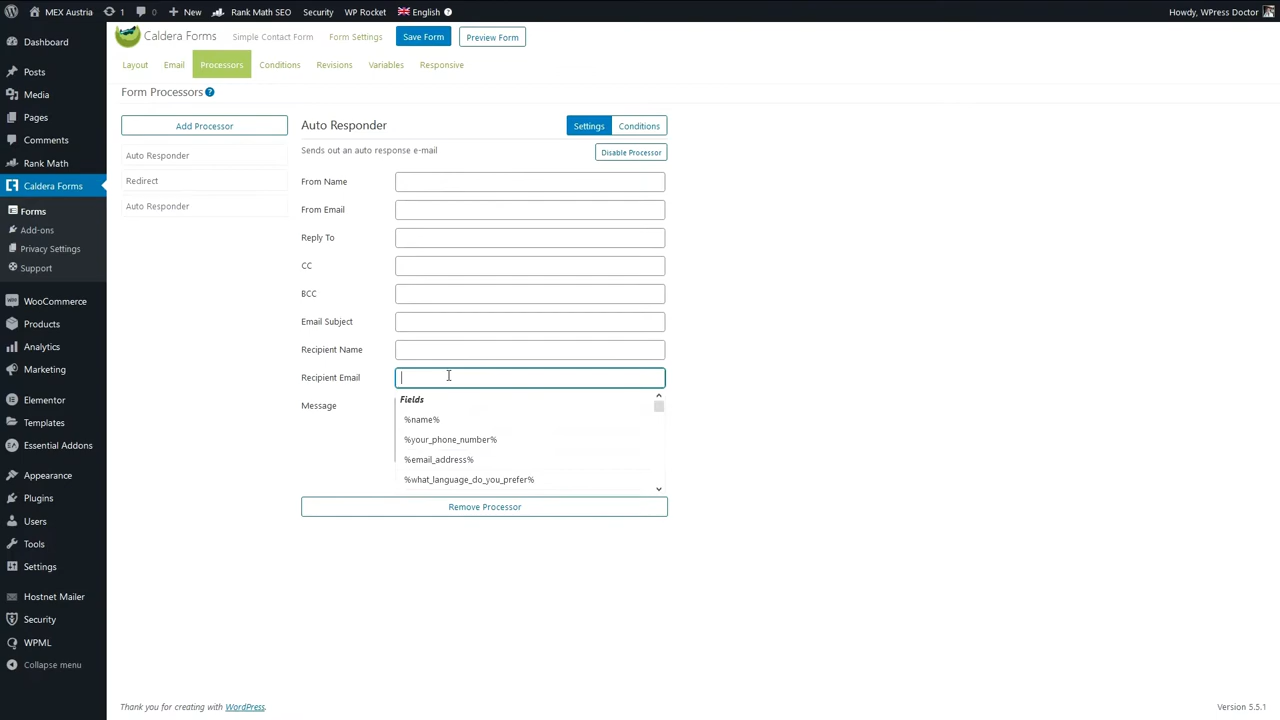 MEX Austria 1 0 New Rank Math SEO Security WP Rocket English Howdy, WPress Doctor
Dashboard
Posts
Media
Pages
Comments
Rank Math
Caldera Forms
Forms
Add-ons
Privacy Settings
Support
WooCommerce
Products
Analytics
Marketing
Elementor
Templates
Essential Addons
Appearance
Plugins
Users
Tools
Settings
Hostnet Mailer
Security
WPML
Collapse menu
Caldera Forms Simple Contact Form Form Settings Save Form Preview Form
Layout Email Processors Conditions Revisions Variables Responsive
Form Processors ?
Add Processor
Auto Responder
Redirect
Auto Responder
Auto Responder Settings Conditions
Sends out an auto response e-mail Disable Processor
From Name
From Email
Reply To
CC
BCC
Email Subject
Recipient Name
Recipient Email
Message
Fields
%name%
%your_phone_number%
%email_address%
%what_language_do_you_prefer%
Remove Processor
Thank you for creating with WordPress. Version 5.5.1